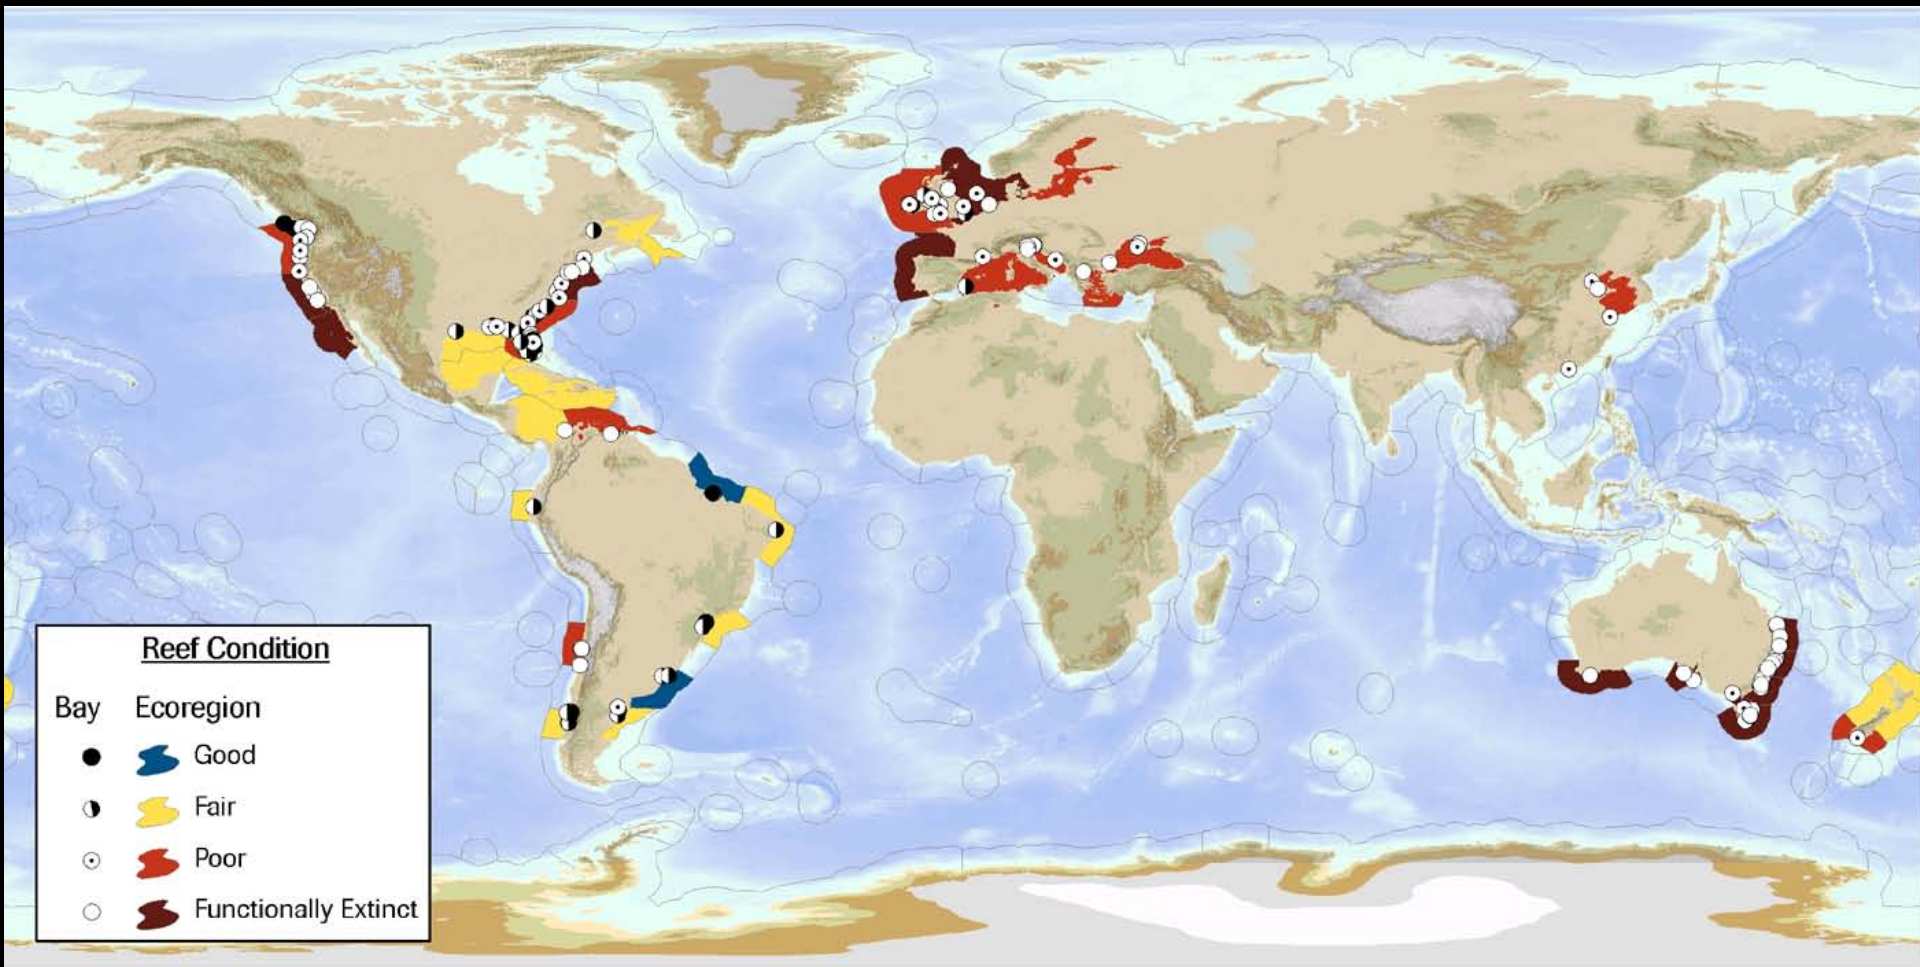 Reef Condition
Bay Ecoregion
Good
Fair
Poor
Functionally Extinct